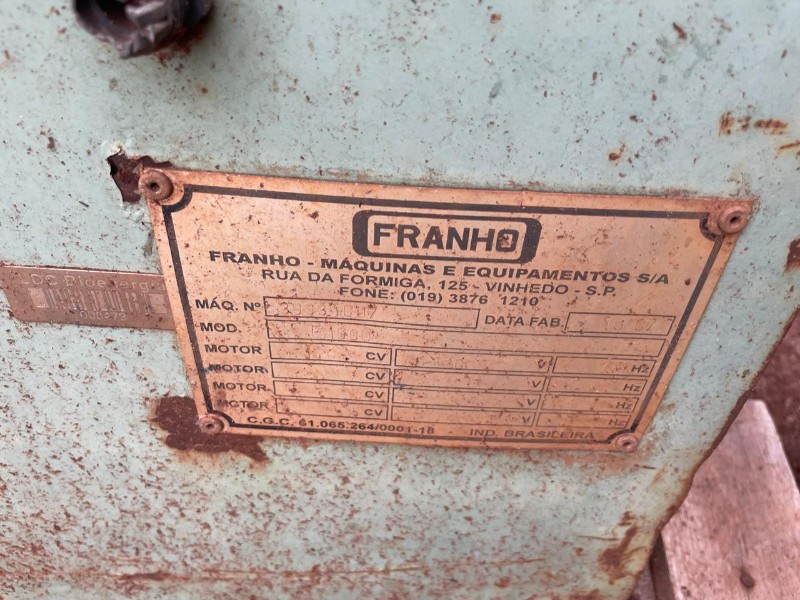 FRANHO
FRANHO - MÁQUINAS E EQUIPAMENTOS S/A
RUA DA FORMIGA, 125 - VINHEDO - S.P.
FONE: (019) 3876 1210
MÁQ. Nº DATA FAB.
MOD.
MOTOR CV V Hz
MOTOR CV V Hz
MOTOR CV V Hz
MOTOR CV V Hz
C.G.C. 61.065.264/0001-18 IND. BRASILEIRA